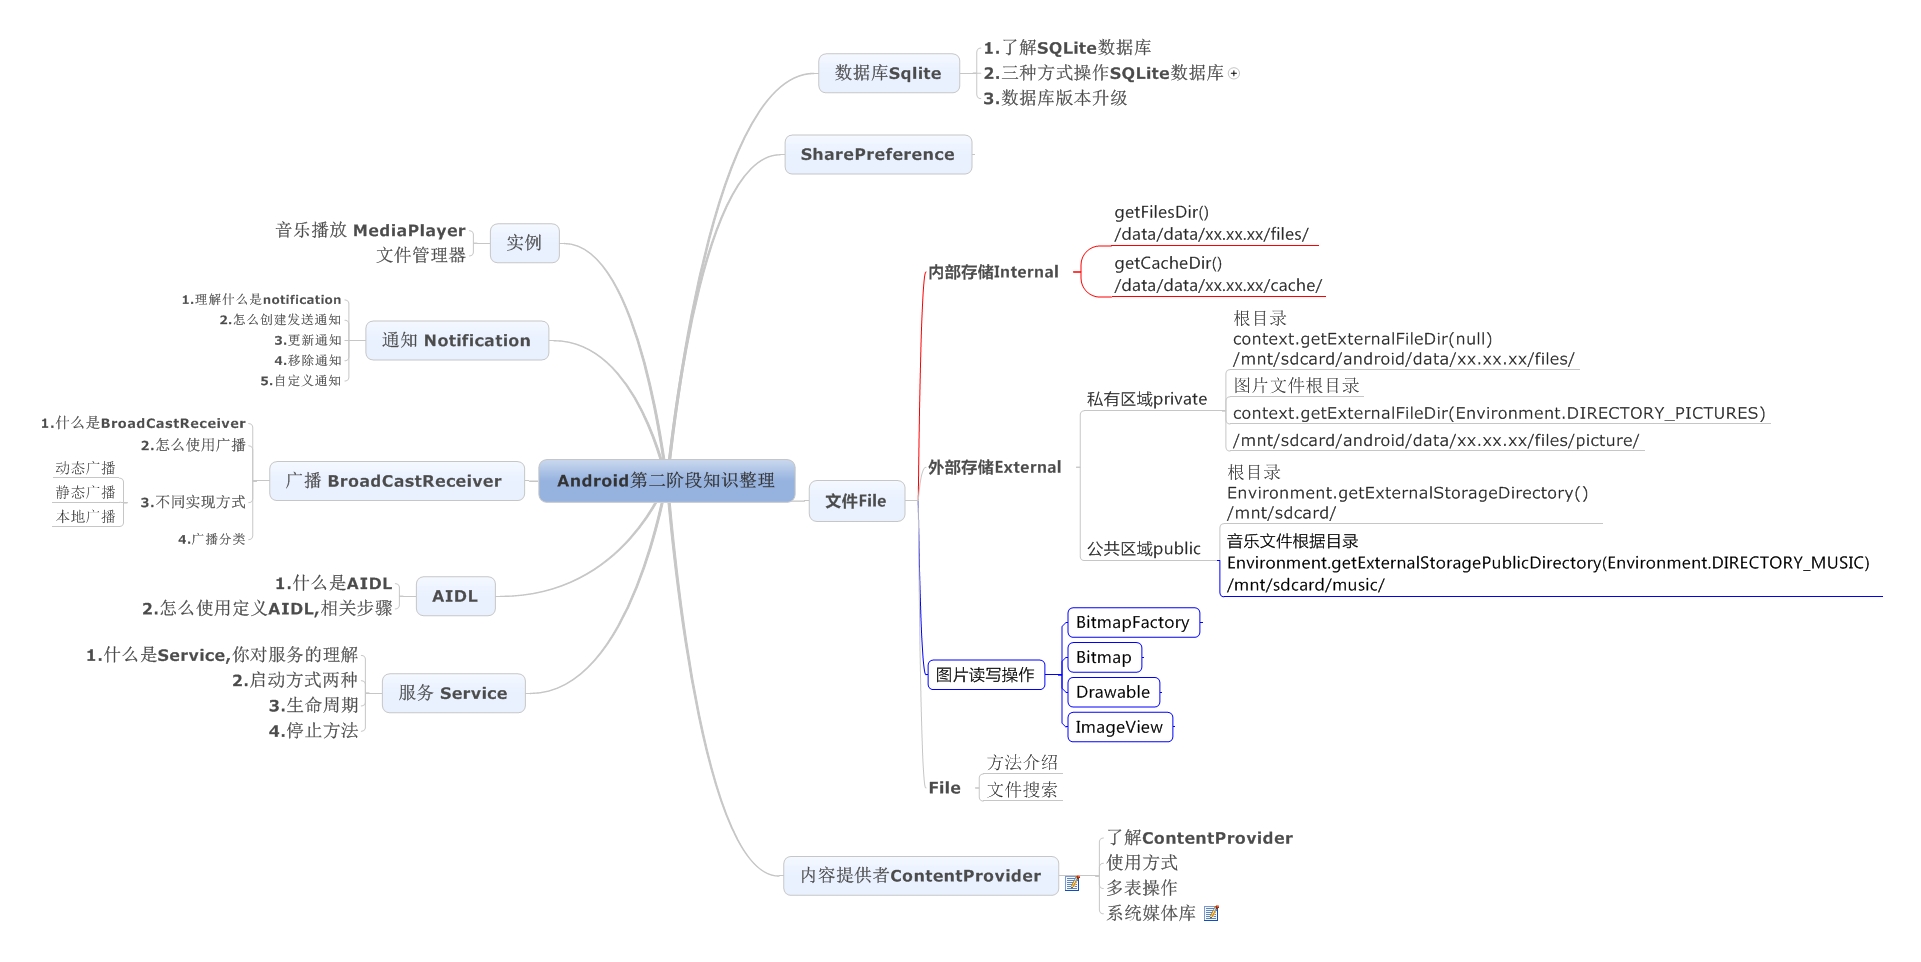 Android第二阶段知识整理
数据库Sqlite
1.了解SQLite数据库
2.三种方式操作SQLite数据库
3.数据库版本升级
SharePreference
文件File
内部存储Internal
getFilesDir()
/data/data/xx.xx.xx/files/
getCacheDir()
/data/data/xx.xx.xx/cache/
外部存储External
私有区域private
根目录
context.getExternalFileDir(null)
/mnt/sdcard/android/data/xx.xx.xx/files/
图片文件根目录
context.getExternalFileDir(Environment.DIRECTORY_PICTURES)
/mnt/sdcard/android/data/xx.xx.xx/files/picture/
公共区域public
根目录
Environment.getExternalStorageDirectory()
/mnt/sdcard/
音乐文件根据目录
Environment.getExternalStoragePublicDirectory(Environment.DIRECTORY_MUSIC)
/mnt/sdcard/music/
图片读写操作
BitmapFactory
Bitmap
Drawable
ImageView
File
方法介绍
文件搜索
内容提供者ContentProvider
了解ContentProvider
使用方式
多表操作
系统媒体库
实例
音乐播放 MediaPlayer
文件管理器
通知 Notification
1.理解什么是notification
2.怎么创建发送通知
3.更新通知
4.移除通知
5.自定义通知
广播 BroadCastReceiver
1.什么是BroadCastReceiver
2.怎么使用广播
3.不同实现方式
动态广播
静态广播
本地广播
4.广播分类
AIDL
1.什么是AIDL
2.怎么使用定义AIDL,相关步骤
服务 Service
1.什么是Service,你对服务的理解
2.启动方式两种
3.生命周期
4.停止方法